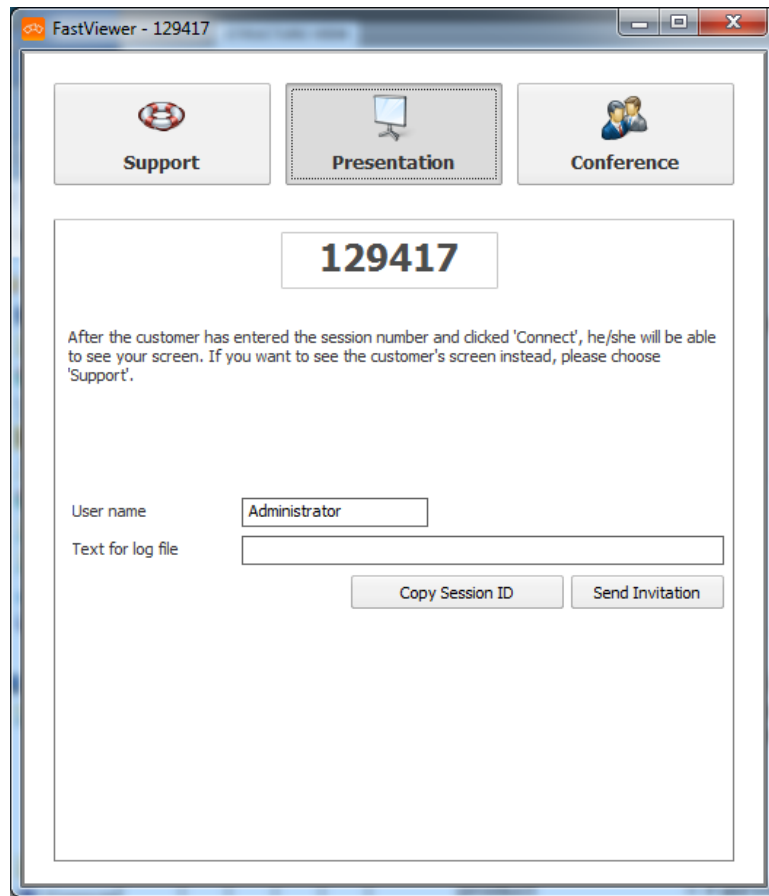 FastViewer - 129417
Support
Presentation
Conference
129417
After the customer has entered the session number and clicked 'Connect', he/she will be able
to see your screen. If you want to see the customer's screen instead, please choose
'Support'.
User name
Administrator
Text for log file
Copy Session ID
Send Invitation